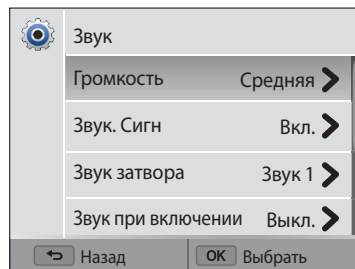 Звук
Громкость Средняя
Звук. Сигн Вкл.
Звук затвора Звук 1
Звук при включении Выкл.
Назад OK Выбрать